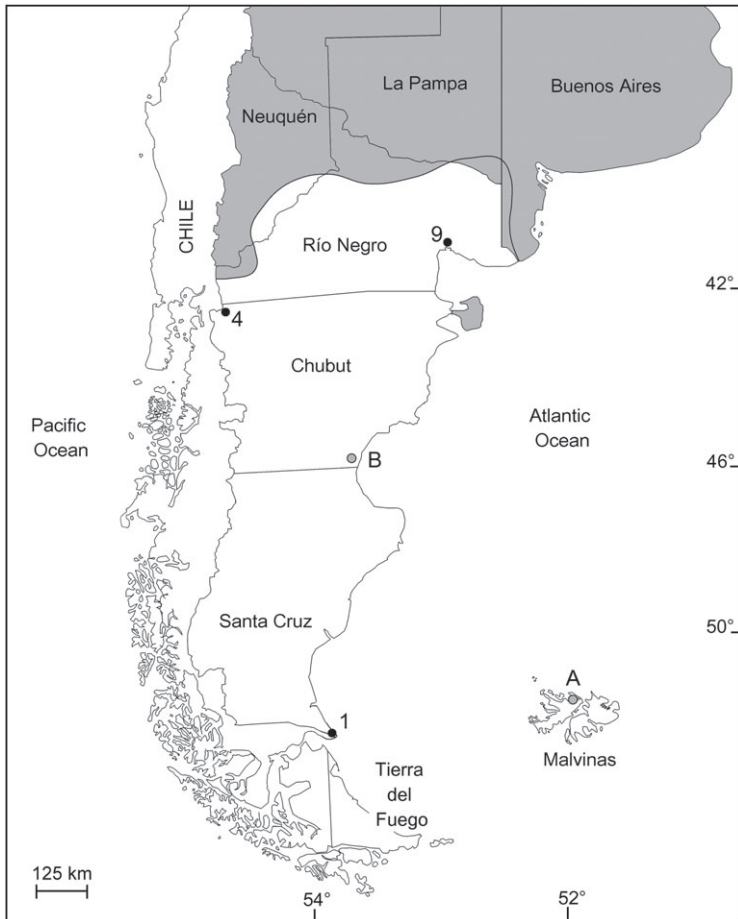 La Pampa
Buenos Aires
Neuquén
CHILE
9
Río Negro
42°
4
Chubut
Pacific
Ocean
Atlantic
Ocean
B
46°
Santa Cruz
50°
A
1
Malvinas
Tierra
del
Fuego
125 km
54°
52°